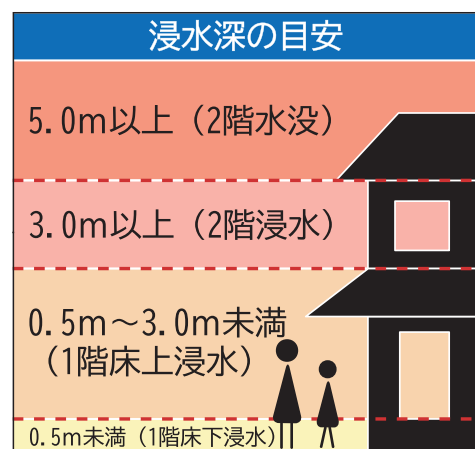 浸水深の目安
5.0m以上（2階水没）
3.0m以上（2階浸水）
0.5m～3.0m未満
（1階床上浸水）
0.5m未満（1階床下浸水）